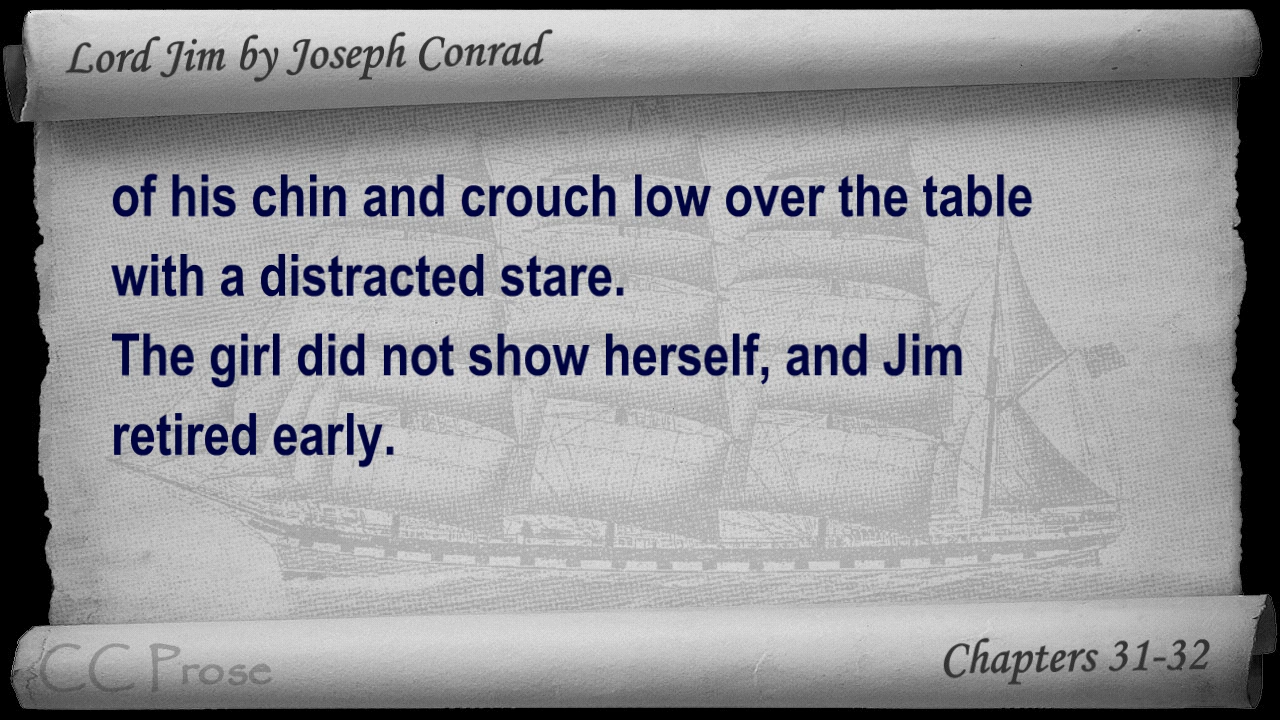 Lord Jim by Joseph Conrad
of his chin and crouch low over the table
with a distracted stare.
The girl did not show herself, and Jim
retired early.
CC Prose
Chapters 31-32